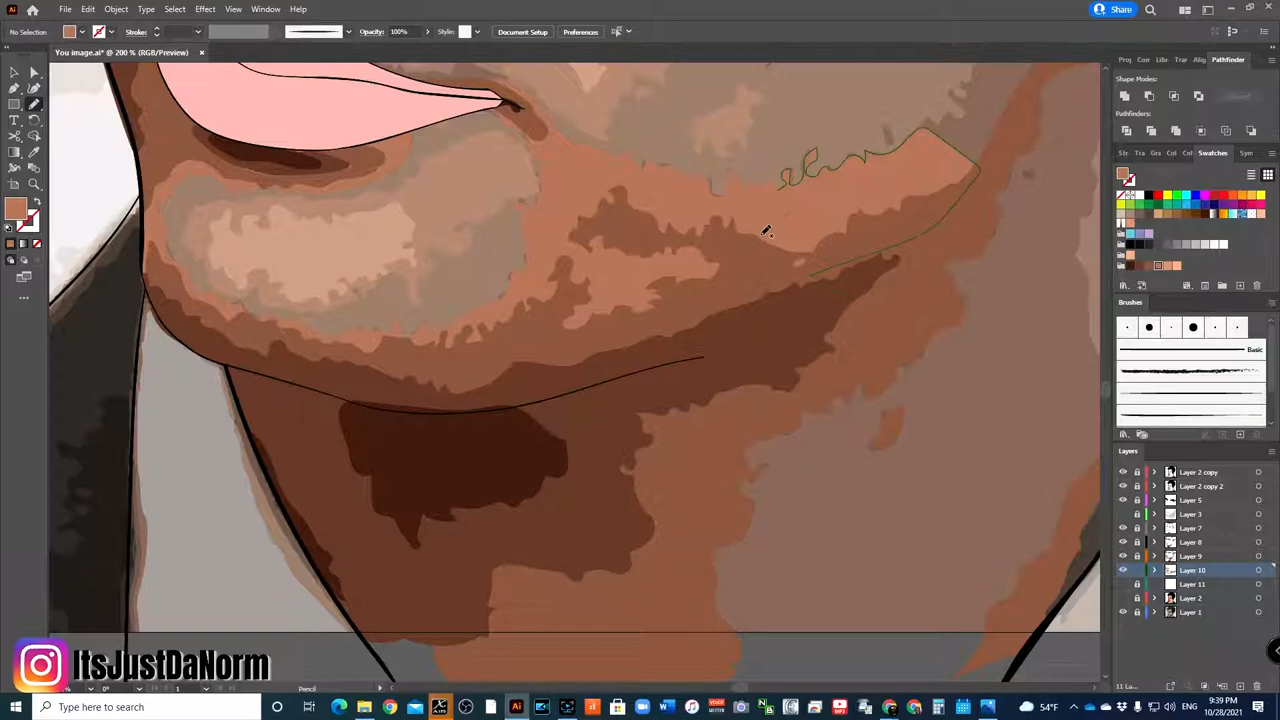 File Edit Object Type Select Effect View Window Help
Share
No Selection
Stroke:
Basic
Opacity: 100%
Style:
Document Setup
Preferences
You image.ai* @ 200 % (RGB/Preview)
Pathfinder
Shape Modes:
Pathfinders:
Swatches
Brushes
Basic
Layers
Layer 2 copy
Layer 2 copy 2
Layer 5
Layer 3
Layer 7
Layer 8
Layer 9
Layer 10
Layer 11
Layer 2
Layer 1
ItsJustDaNorm
0°
1
Pencil
Type here to search
54°F
9:39 PM
10/28/2021